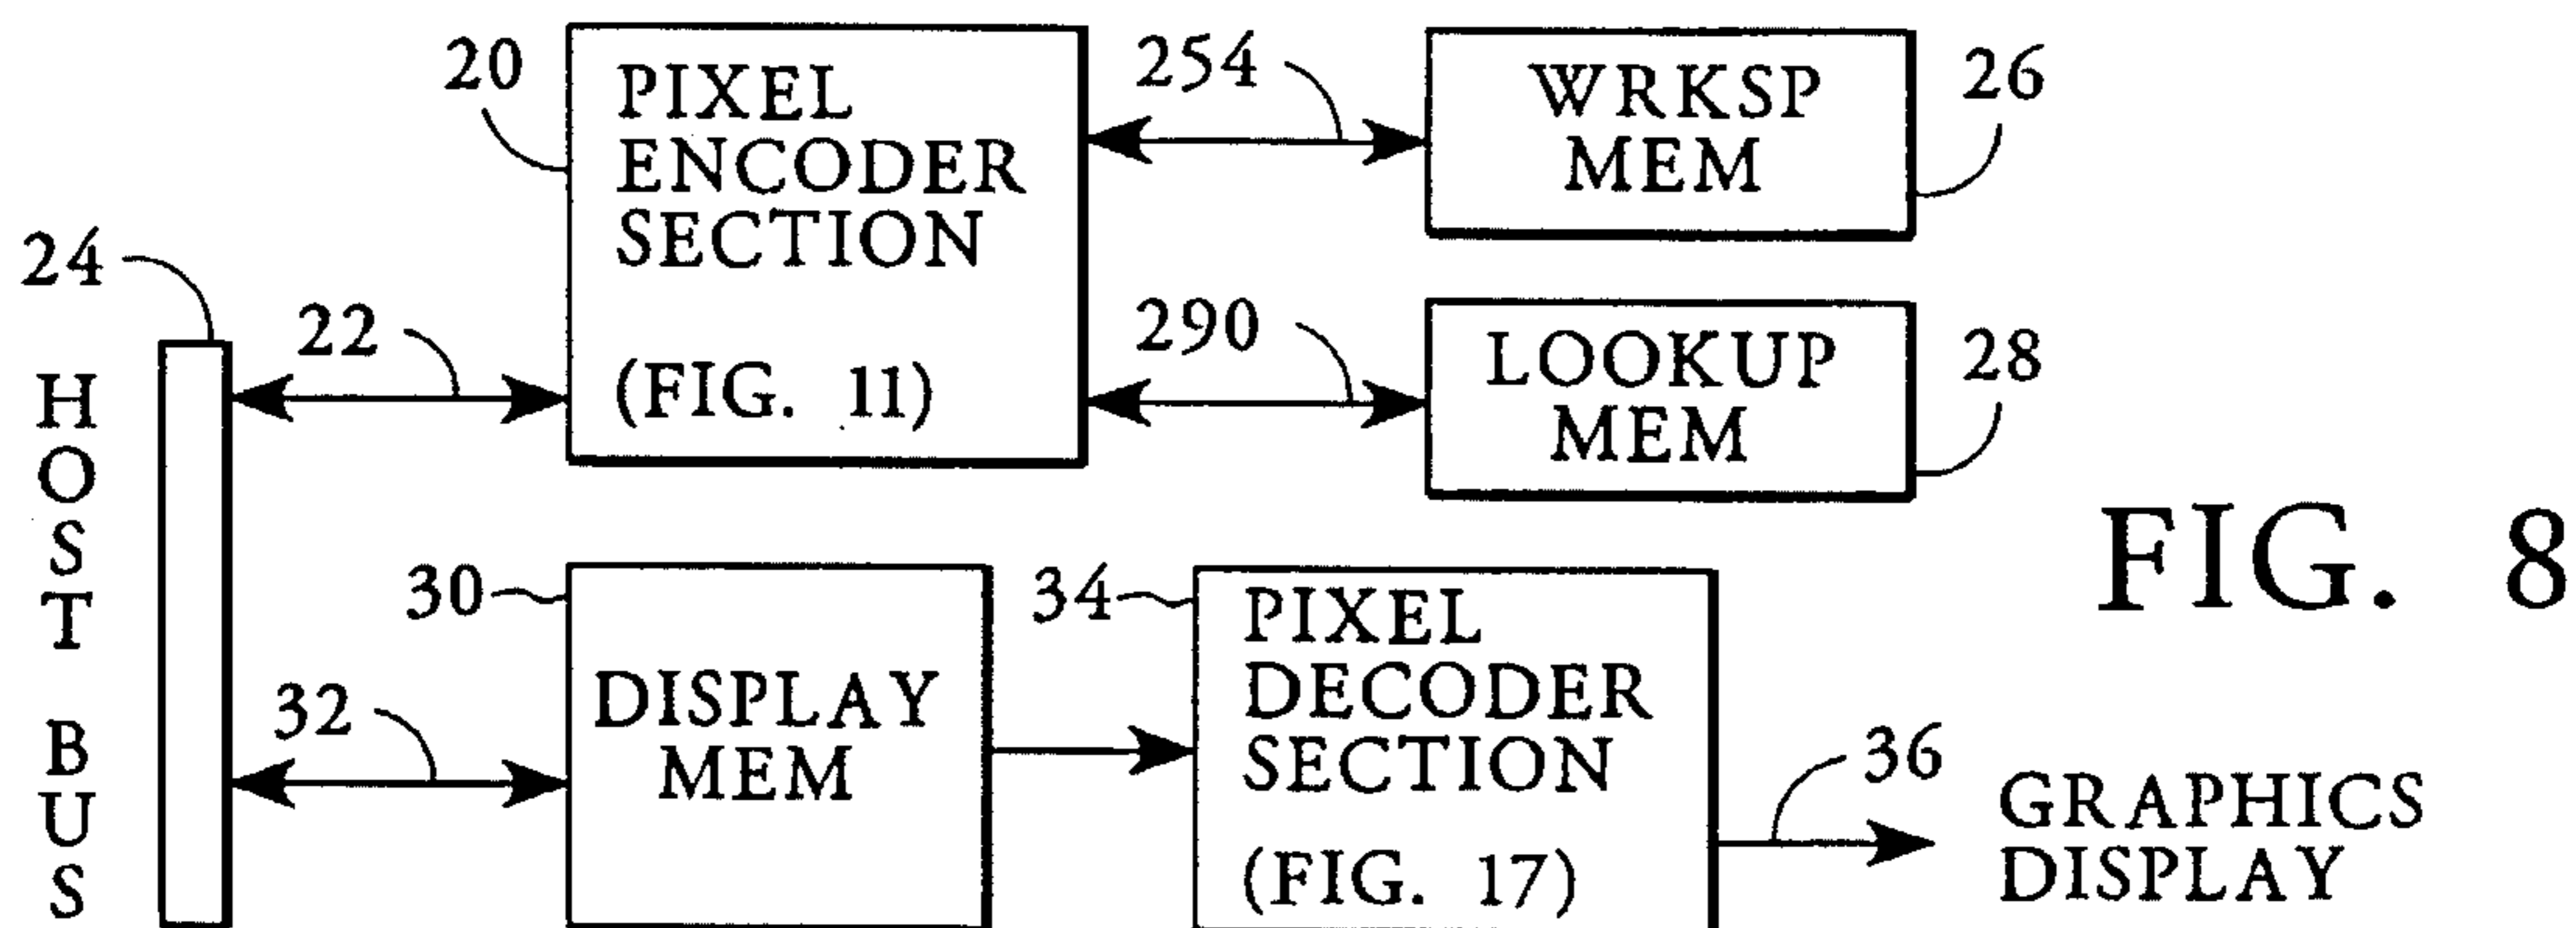 20
PIXEL
ENCODER
SECTION
(FIG. 11)
254
WRKSP
MEM
26
24
22
290
LOOKUP
MEM
28
HOST BUS
FIG. 8
30
DISPLAY
MEM
34
PIXEL
DECODER
SECTION
(FIG. 17)
32
36
GRAPHICS
DISPLAY